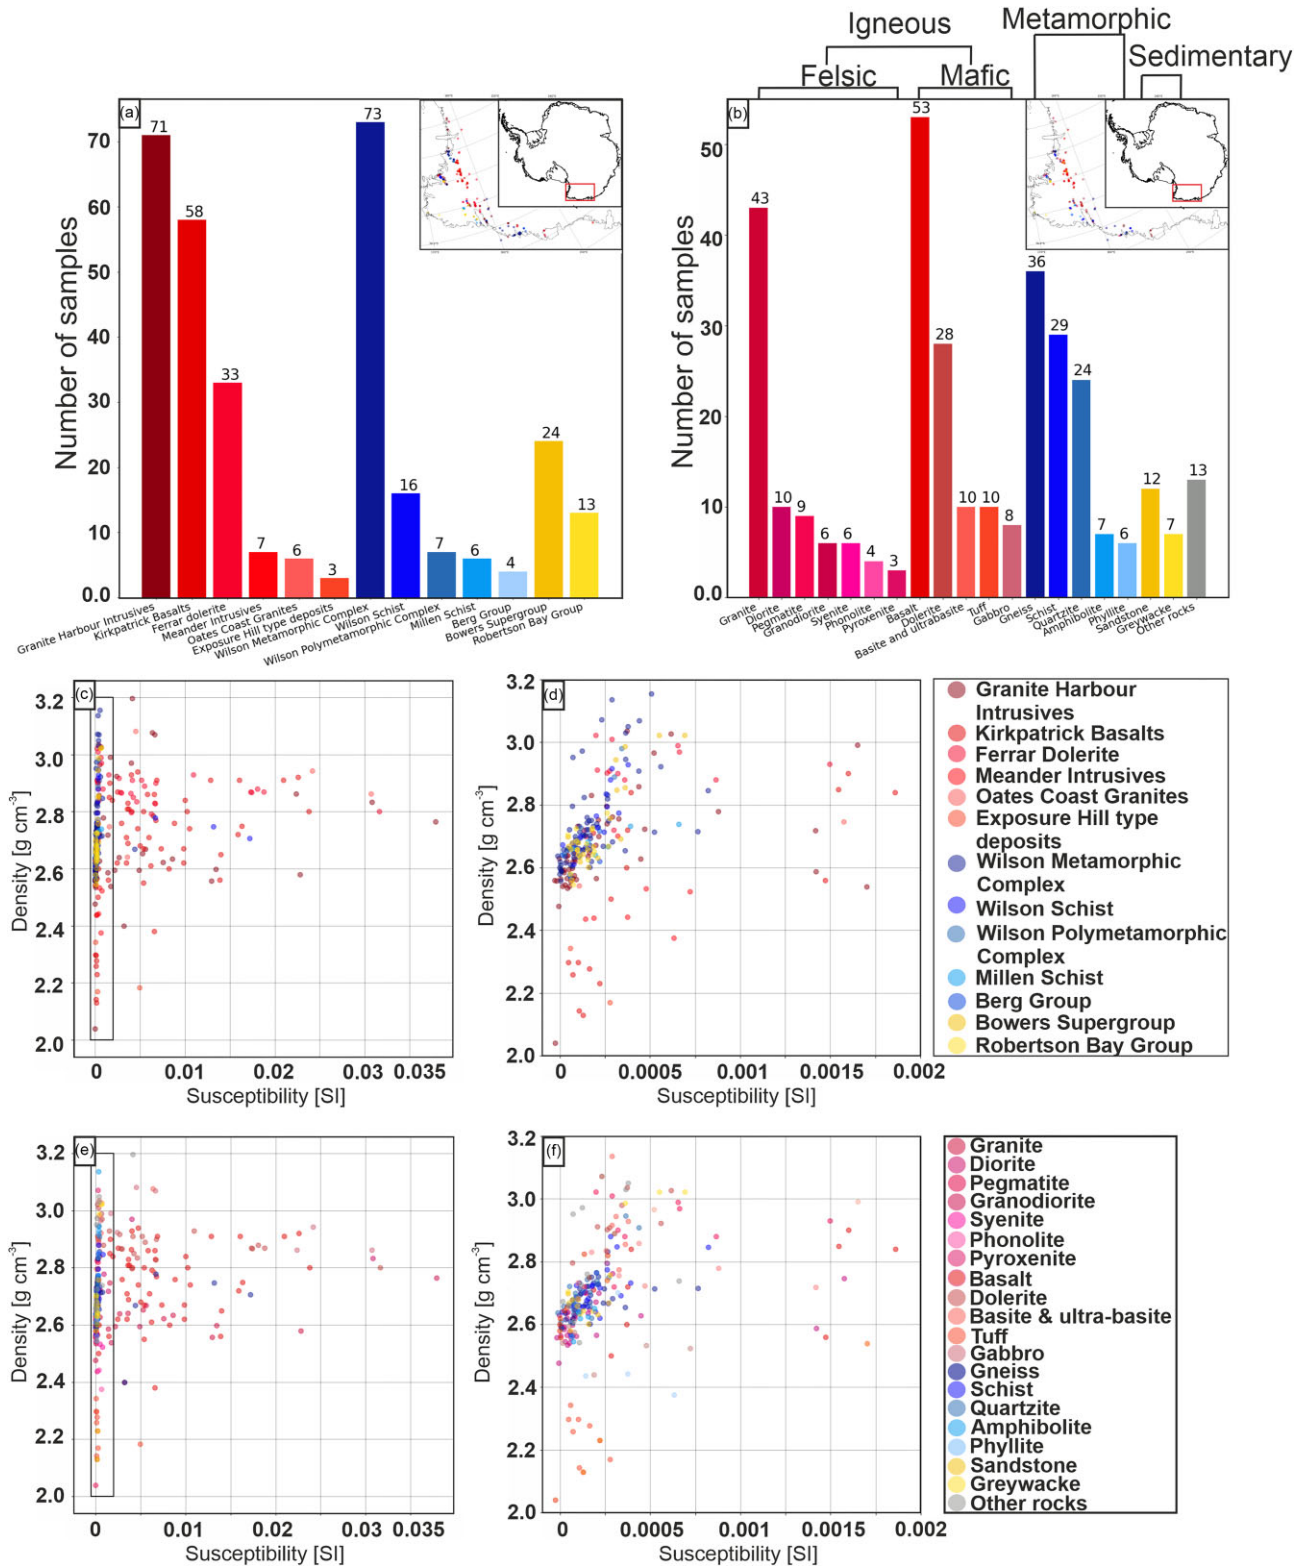 Igneous
Metamorphic
Sedimentary
Felsic
Mafic
(a)
Number of samples
70
60
50
40
30
20
10
0.0
71
58
33
7
6
3
73
16
7
6
4
24
13
Granite Harbour Intrusives
Kirkpatrick Basalts
Ferrar dolerite
Meander Intrusives
Oates Coast Granites
Exposure Hill type deposits
Wilson Metamorphic Complex
Wilson Schist
Wilson Polymetamorphic Complex
Millen Schist
Berg Group
Bowers Supergroup
Robertson Bay Group
(b)
Number of samples
50
40
30
20
10
0.0
43
10
9
6
6
4
3
53
28
10
10
8
36
29
24
7
6
12
7
13
Granite
Diorite
Pegmatite
Granodiorite
Syenite
Phonolite
Pyroxenite
Basalt
Dolerite
Basite and ultrabasite
Tuff
Gabbro
Gneiss
Schist
Quartzite
Amphibolite
Phyllite
Sandstone
Greywacke
Other rocks
(c)
Density [g cm⁻³]
3.2
3.0
2.8
2.6
2.4
2.2
2.0
0
0.01
0.02
0.03
0.035
Susceptibility [SI]
(d)
Density [g cm⁻³]
3.2
3.0
2.8
2.6
2.4
2.2
2.0
0
0.0005
0.001
0.0015
0.002
Susceptibility [SI]
Granite Harbour
Intrusives
Kirkpatrick Basalts
Ferrar Dolerite
Meander Intrusives
Oates Coast Granites
Exposure Hill type
deposits
Wilson Metamorphic
Complex
Wilson Schist
Wilson Polymetamorphic
Complex
Millen Schist
Berg Group
Bowers Supergroup
Robertson Bay Group
(e)
Density [g cm⁻³]
3.2
3.0
2.8
2.6
2.4
2.2
2.0
0
0.01
0.02
0.03
0.035
Susceptibility [SI]
(f)
Density [g cm⁻³]
3.2
3.0
2.8
2.6
2.4
2.2
2.0
0
0.0005
0.001
0.0015
0.002
Susceptibility [SI]
Granite
Diorite
Pegmatite
Granodiorite
Syenite
Phonolite
Pyroxenite
Basalt
Dolerite
Basite & ultra-basite
Tuff
Gabbro
Gneiss
Schist
Quartzite
Amphibolite
Phyllite
Sandstone
Greywacke
Other rocks